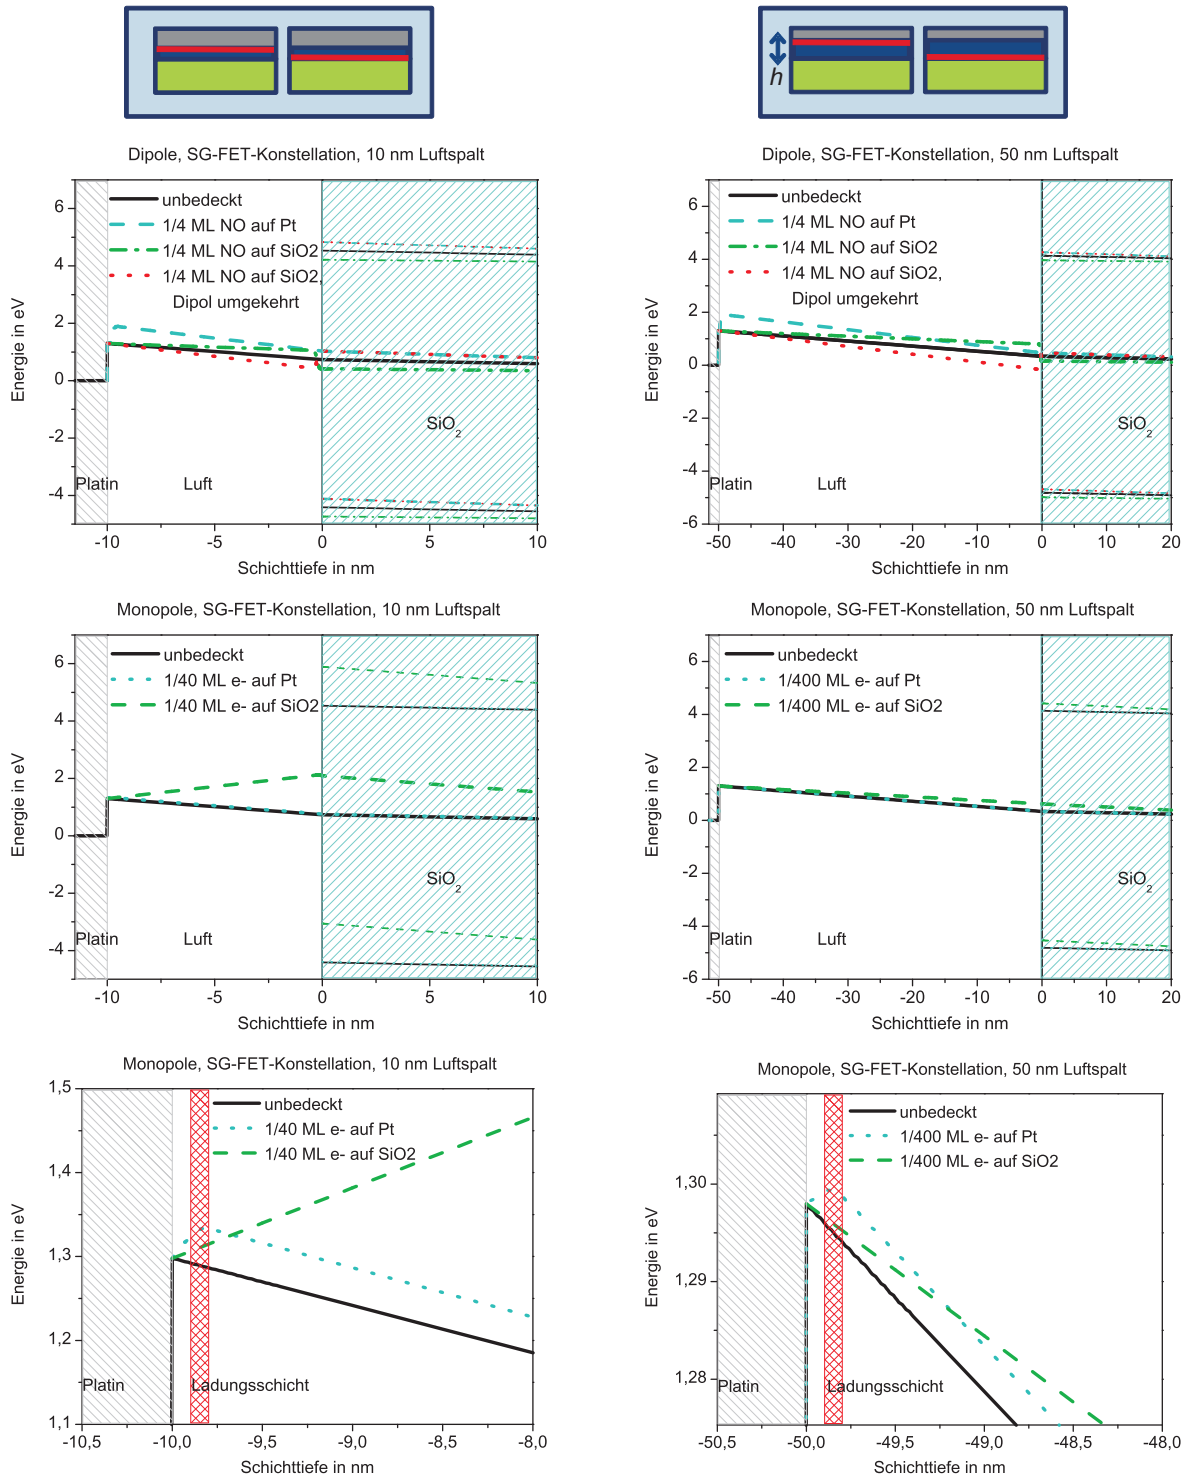 h
Dipole, SG-FET-Konstellation, 10 nm Luftspalt
6
4
2
0
-2
-4
unbedeckt
1/4 ML NO auf Pt
1/4 ML NO auf SiO2
1/4 ML NO auf SiO2,
Dipol umgekehrt
Energie in eV
SiO2
Platin
Luft
-10
-5
0
5
10
Schichttiefe in nm
Dipole, SG-FET-Konstellation, 50 nm Luftspalt
6
4
2
0
-2
-4
-6
unbedeckt
1/4 ML NO auf Pt
1/4 ML NO auf SiO2
1/4 ML NO auf SiO2,
Dipol umgekehrt
Energie in eV
SiO2
Platin
Luft
-50
-40
-30
-20
-10
0
10
20
Schichttiefe in nm
Monopole, SG-FET-Konstellation, 10 nm Luftspalt
6
4
2
0
-2
-4
unbedeckt
1/40 ML e- auf Pt
1/40 ML e- auf SiO2
Energie in eV
SiO2
Platin
Luft
-10
-5
0
5
10
Schichttiefe in nm
Monopole, SG-FET-Konstellation, 50 nm Luftspalt
6
4
2
0
-2
-4
-6
unbedeckt
1/400 ML e- auf Pt
1/400 ML e- auf SiO2
Energie in eV
SiO2
Platin
Luft
-50
-40
-30
-20
-10
0
10
20
Schichttiefe in nm
Monopole, SG-FET-Konstellation, 10 nm Luftspalt
1,5
1,4
1,3
1,2
1,1
unbedeckt
1/40 ML e- auf Pt
1/40 ML e- auf SiO2
Energie in eV
Platin
Ladungsschicht
-10,5
-10,0
-9,5
-9,0
-8,5
-8,0
Schichttiefe in nm
Monopole, SG-FET-Konstellation, 50 nm Luftspalt
1,30
1,29
1,28
unbedeckt
1/400 ML e- auf Pt
1/400 ML e- auf SiO2
Energie in eV
Platin
Ladungsschicht
-50,5
-50,0
-49,5
-49,0
-48,5
-48,0
Schichttiefe in nm